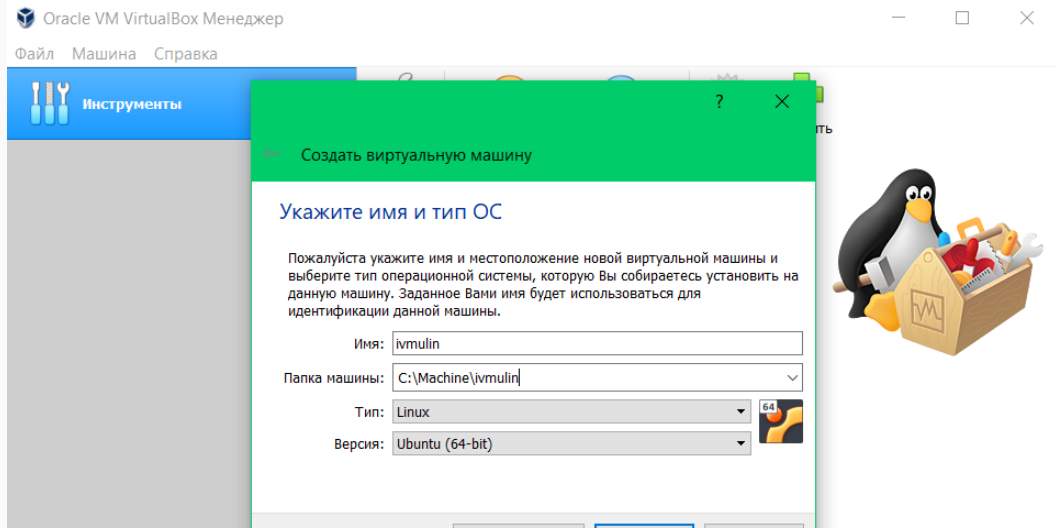 Oracle VM VirtualBox Менеджер
Файл Машина Справка
Инструменты
?
ть
Создать виртуальную машину
Укажите имя и тип ОС
Пожалуйста укажите имя и местоположение новой виртуальной машины и
выберите тип операционной системы, которую Вы собираетесь установить на
данную машину. Заданное Вами имя будет использоваться для
идентификации данной машины.
Имя: ivmulin
Папка машины: C:\Machine\ivmulin
Тип: Linux
64
Версия: Ubuntu (64-bit)